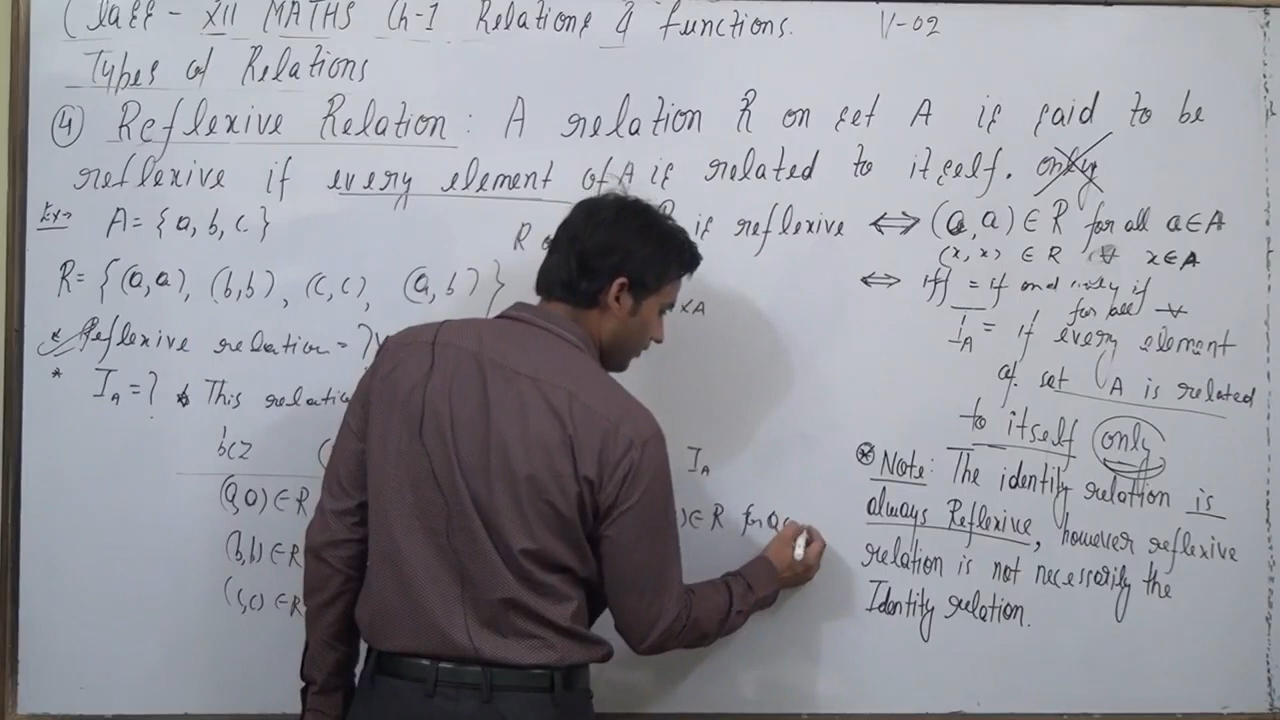 Class - XII MATHS Ch-1 Relations & functions. V-02
Types of Relations
④ Reflexive Relation: A relation R on set A is said to be
reflexive if every element of A is related to itself. only
Ex→ A = {a, b, c}
R is reflexive ⟺ (a, a) ∈ R for all a∈A
(x, x) ∈ R ∀ x∈A
R = {(a,a), (b,b), (c,c), (a,b)}
×A
⟺ iff = if and only if
for all ∀
* Reflexive relation = ?
I_A = if every element
of set A is related
to itself only
* I_A = ? This relation
bcz
I_A
(a,a) ∈ R
)∈R for a
(b,b) ∈ R
(c,c) ∈ R
* Note: The identity relation is
always Reflexive, however reflexive
relation is not necessarily the
Identity relation.